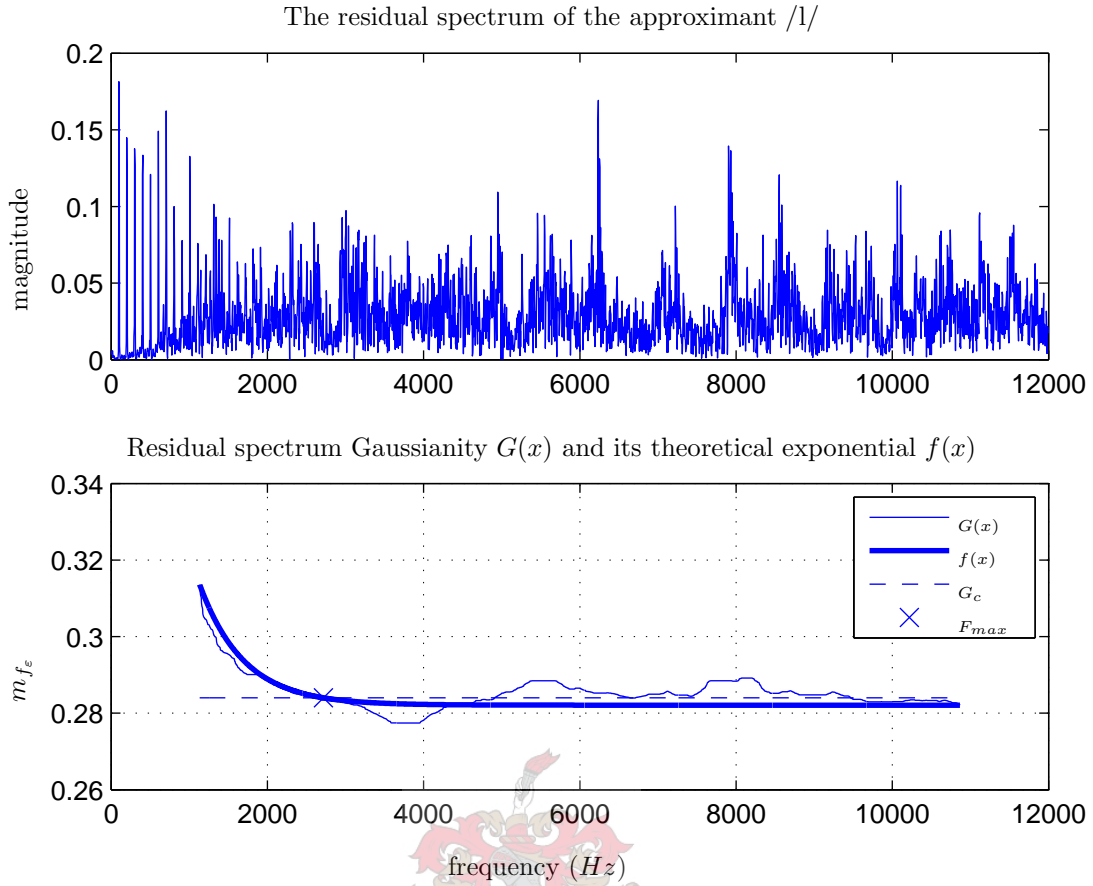 The residual spectrum of the approximant /l/
0.2
0.15
0.1
0.05
0
magnitude
0 2000 4000 6000 8000 10000 12000
Residual spectrum Gaussianity G(x) and its theoretical exponential f(x)
0.34
0.32
0.3
0.28
0.26
m_{f_ε}
G(x)
f(x)
G_c
F_{max}
0 2000 4000 6000 8000 10000 12000
frequency (Hz)